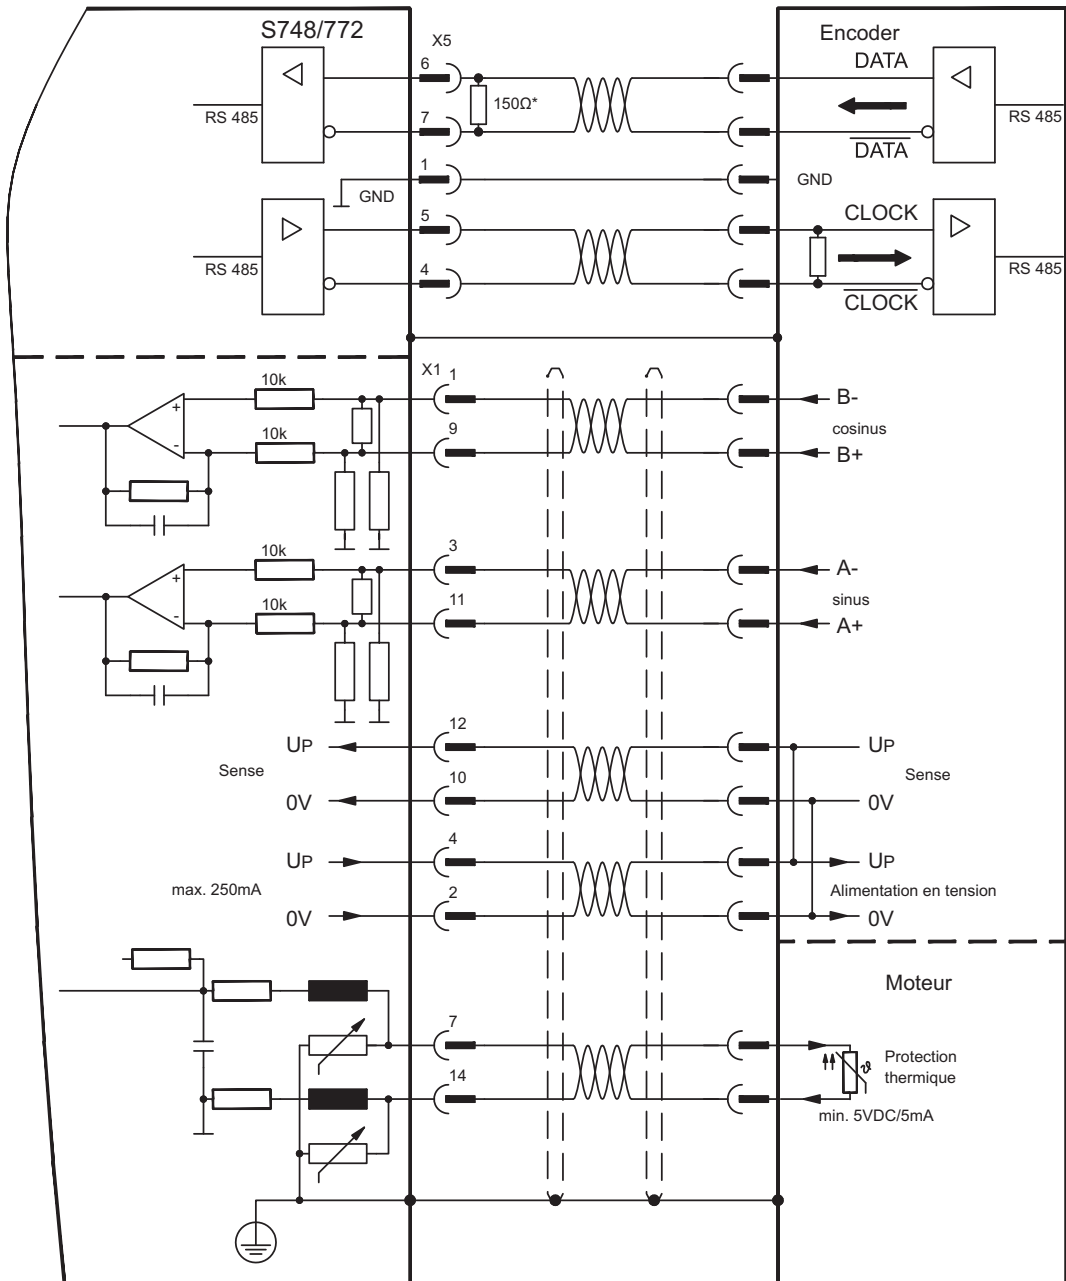 S748/772
X5
Encoder
6
DATA
RS 485
150Ω*
RS 485
7
DATA
1
GND
GND
5
CLOCK
RS 485
4
RS 485
CLOCK
X1
1
10k
+
B-
10k
9
cosinus
-
B+
3
10k
+
A-
10k
11
sinus
-
A+
12
UP
UP
Sense
Sense
10
0V
0V
4
UP
UP
max. 250mA
Alimentation en tension
2
0V
0V
Moteur
7
Protection
thermique
ϑ
14
min. 5VDC/5mA